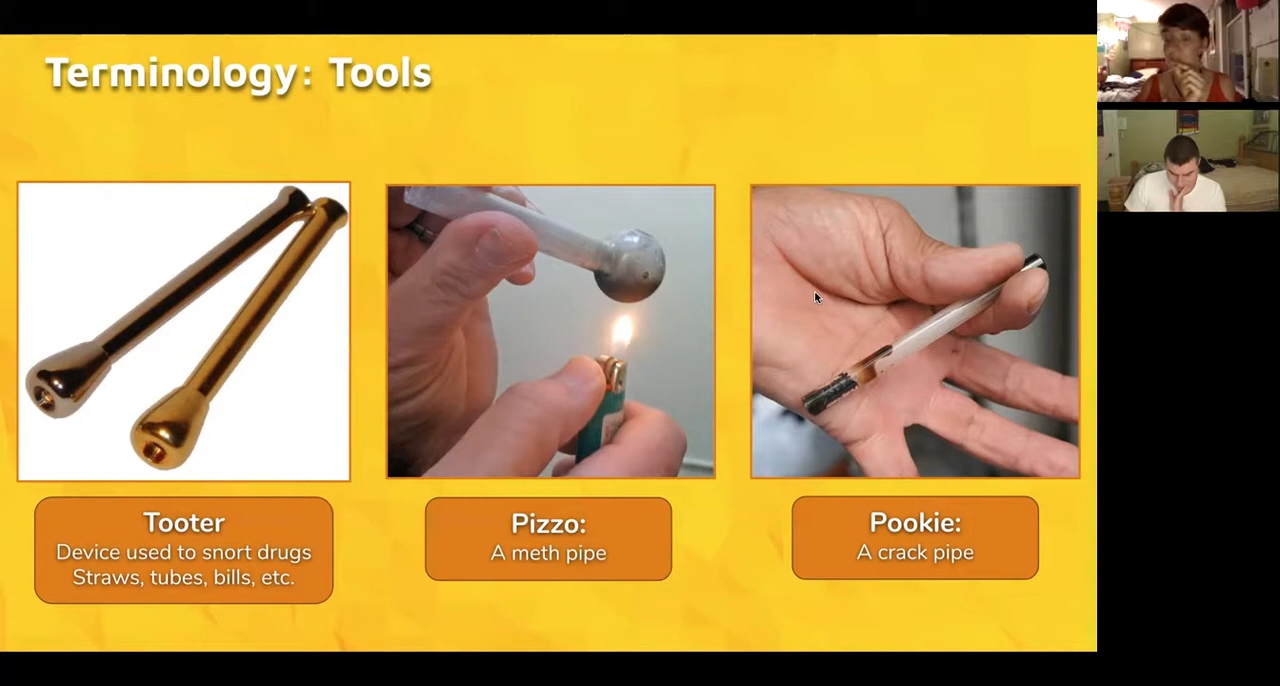 Terminology: Tools
Tooter
Device used to snort drugs
Straws, tubes, bills, etc.
Pizzo:
A meth pipe
Pookie:
A crack pipe